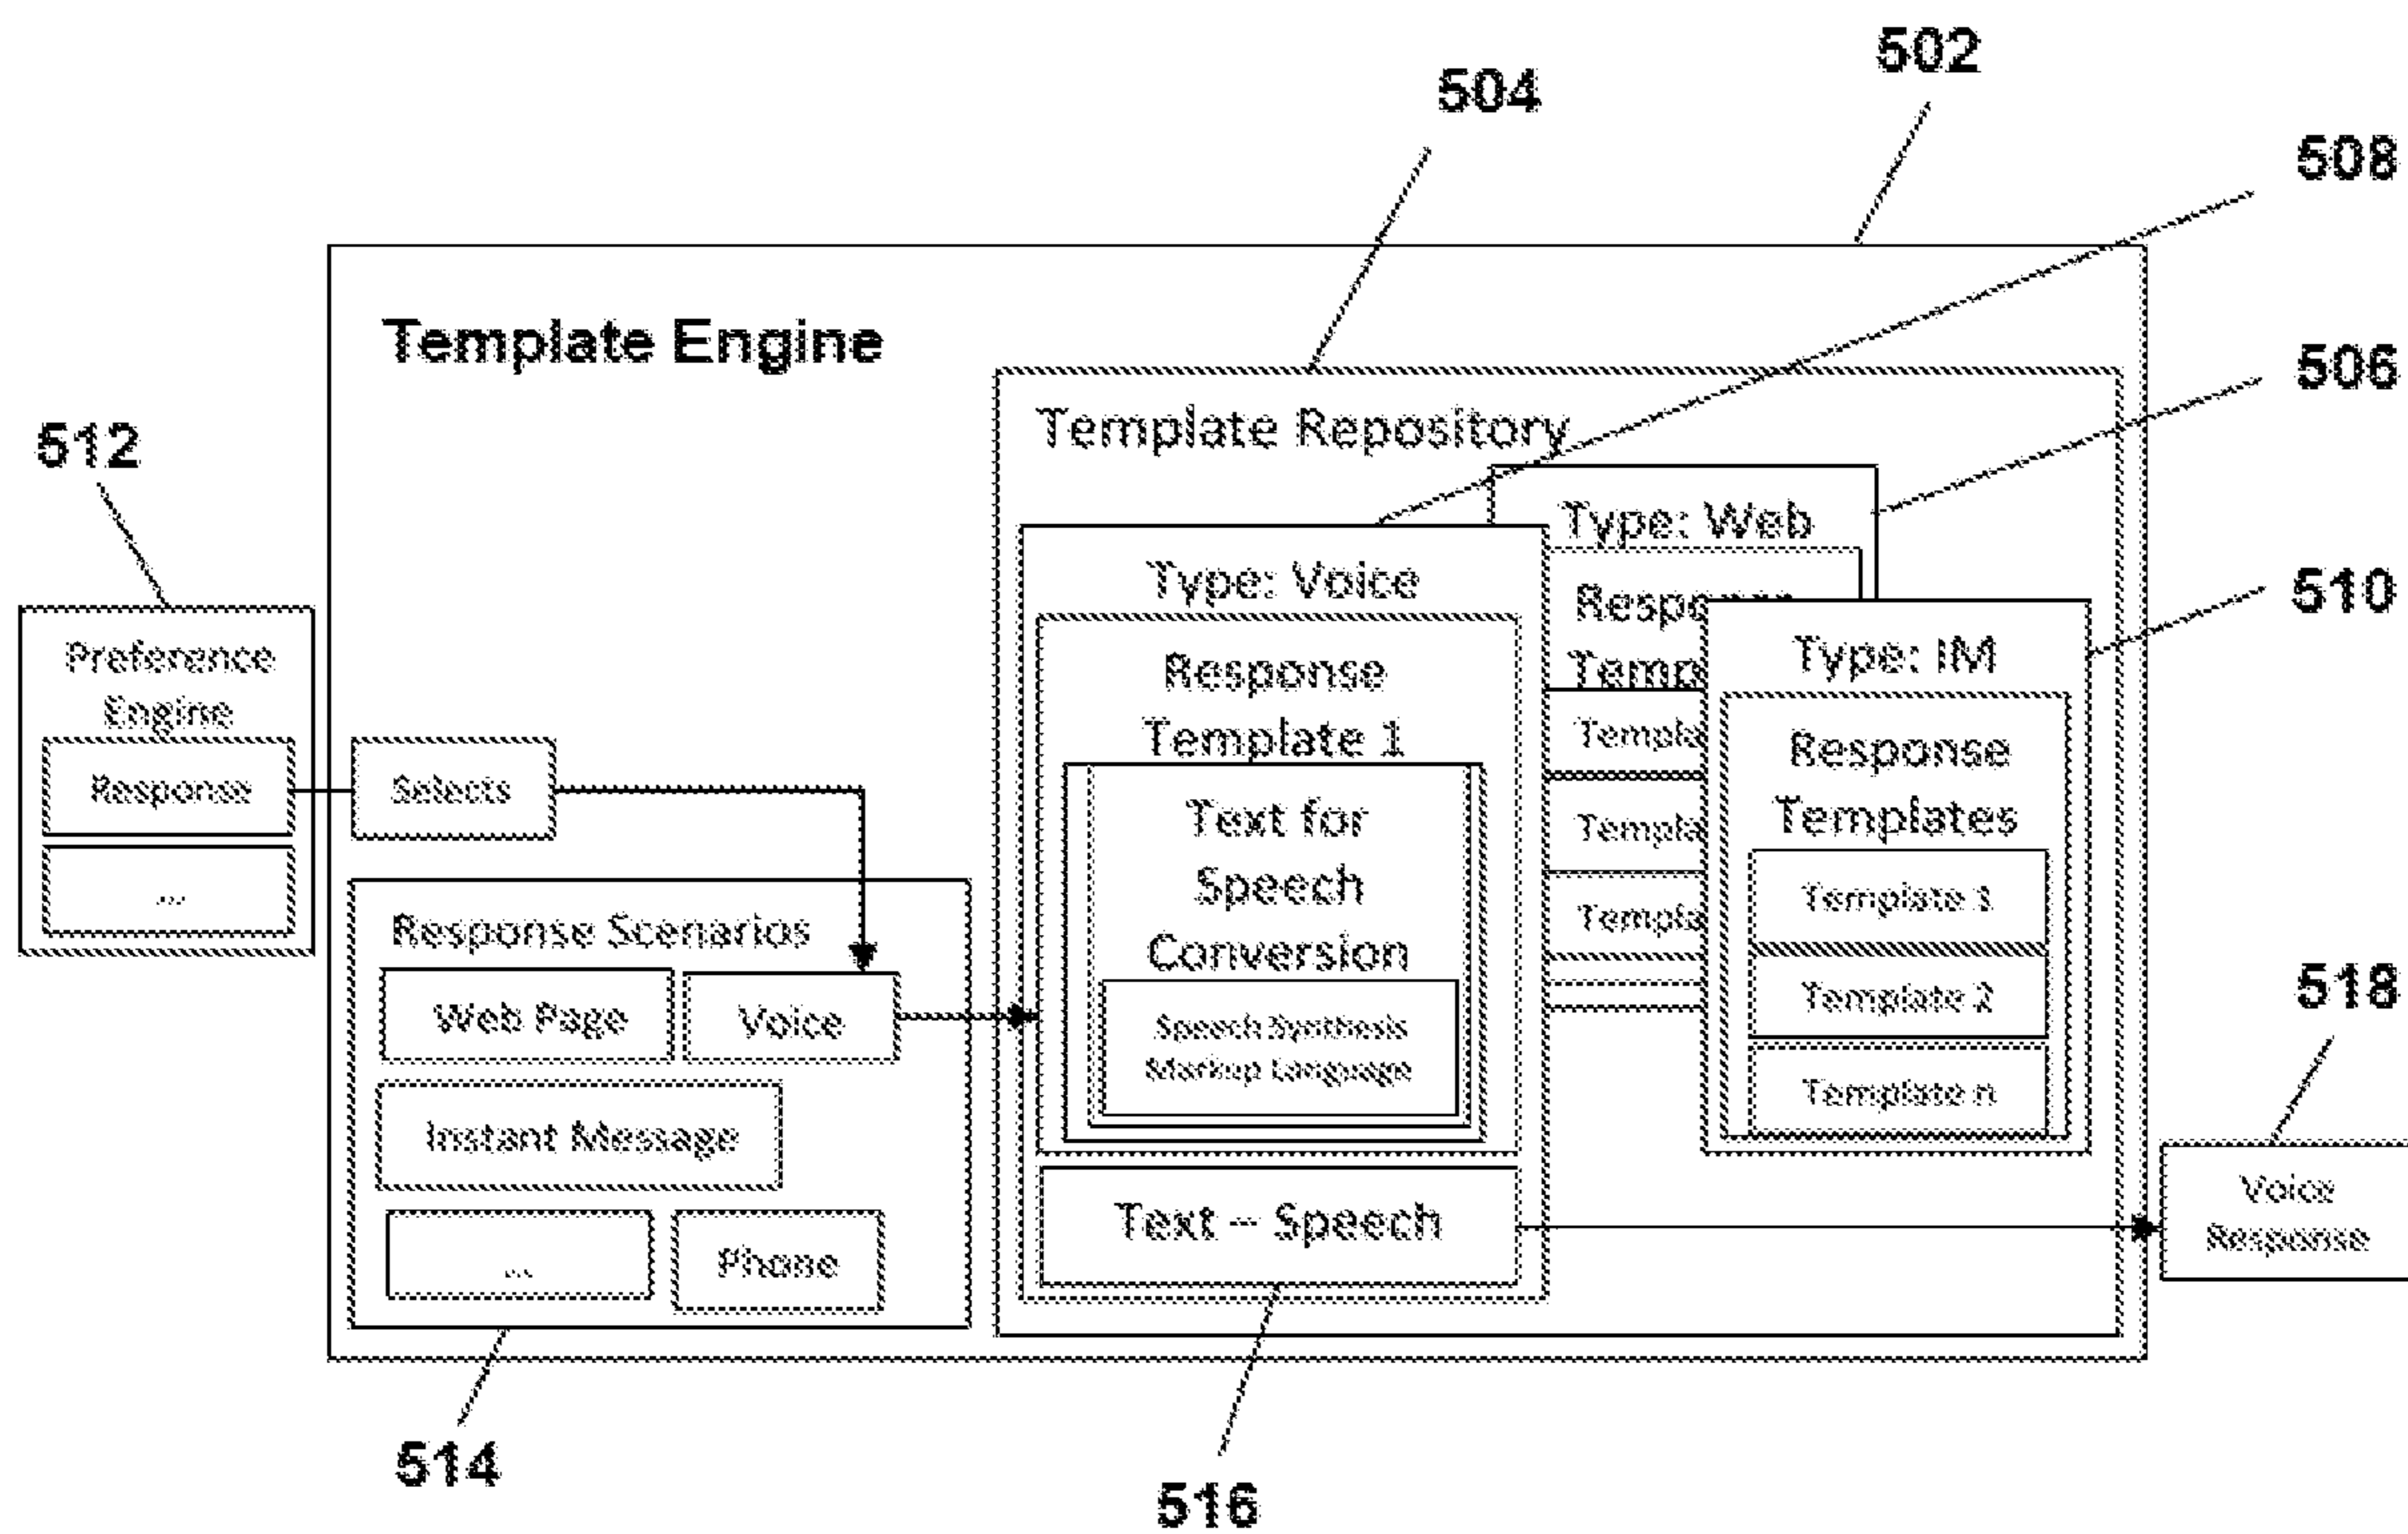 502
504
508
Template Engine
506
Template Repository
512
Type: Web
Type: Voice
510
Preference
Engine
Response
Type: IM
Response
Template 1
Response
Templates
Response
Selects
...
Text for
Speech
Conversion
Speech Synthesis
Markup Language
Template 1
Template 2
Template n
Response Scenarios
Web Page
Voice
518
Instant Message
Voice
Response
Text – Speech
...
Phone
514
516